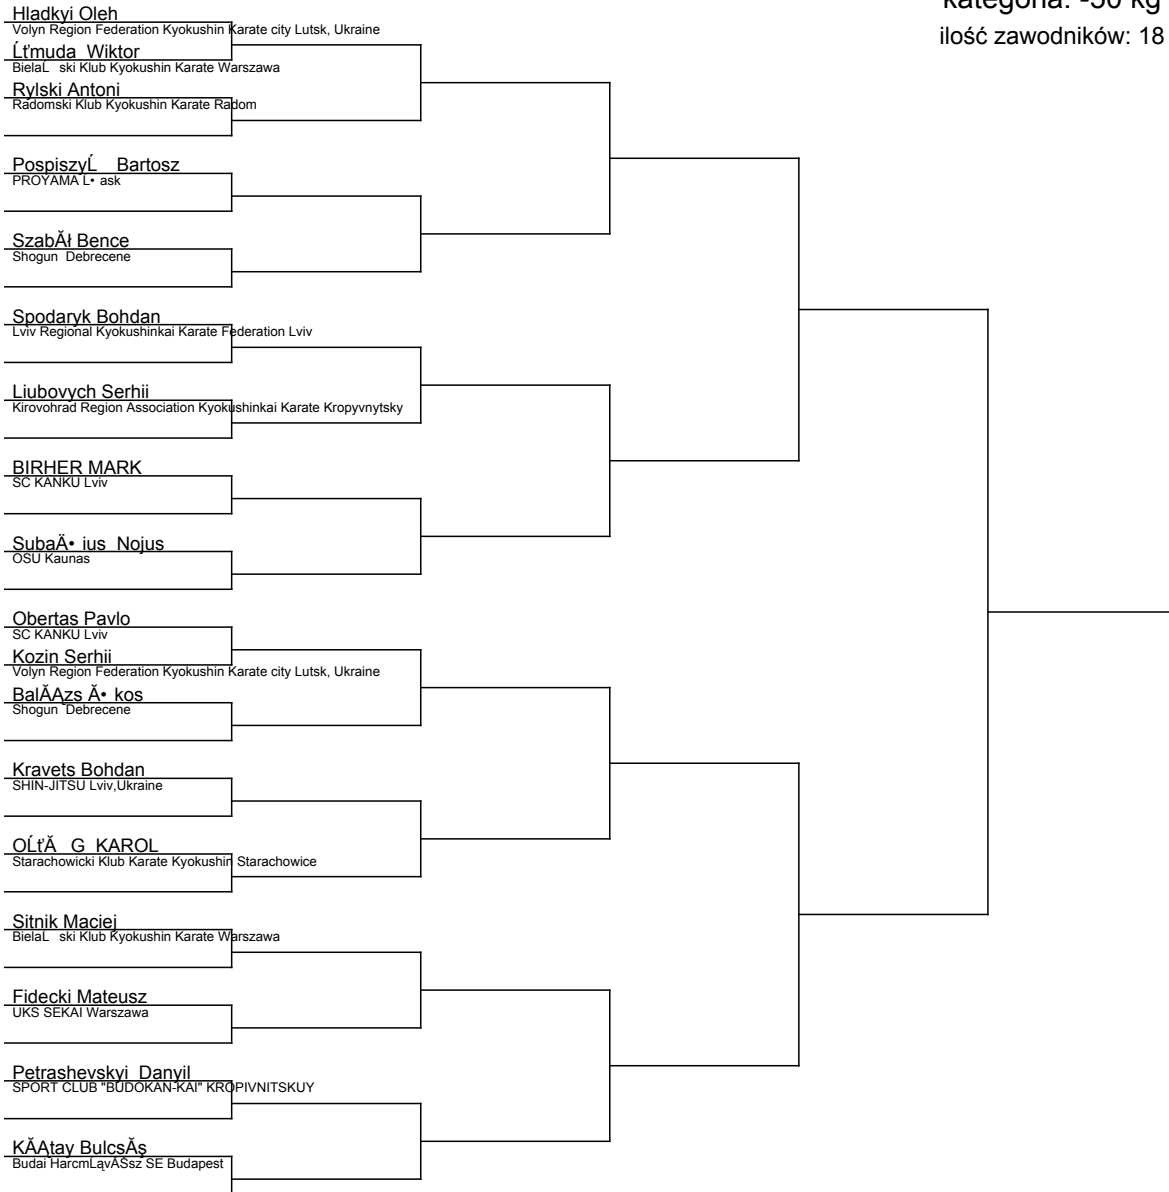 kategoria: -50 kg
ilość zawodników: 18
Hladkyi Oleh
Volyn Region Federation Kyokushin Karate city Lutsk, Ukraine
Ĺťmuda Wiktor
BielaĹ ski Klub Kyokushin Karate Warszawa
Rylski Antoni
Radomski Klub Kyokushin Karate Radom
PospiszyĹ Bartosz
PROYAMA Ĺ• ask
SzabĂł Bence
Shogun Debrecene
Spodaryk Bohdan
Lviv Regional Kyokushinkai Karate Federation Lviv
Liubovych Serhii
Kirovohrad Region Association Kyokushinkai Karate Kropyvnytsky
BIRHER MARK
SC KANKU Lviv
SubaÄ• ius Nojus
OSU Kaunas
Obertas Pavlo
SC KANKU Lviv
Kozin Serhii
Volyn Region Federation Kyokushin Karate city Lutsk, Ukraine
BalĂĄzs Ă• kos
Shogun Debrecene
Kravets Bohdan
SHIN-JITSU Lviv,Ukraine
OĹťĂ G KAROL
Starachowicki Klub Karate Kyokushin Starachowice
Sitnik Maciej
BielaĹ ski Klub Kyokushin Karate Warszawa
Fidecki Mateusz
UKS SEKAI Warszawa
Petrashevskyi Danyil
SPORT CLUB "BUDOKAN-KAI" KROPIVNITSKUY
KĂĄtay BulcsĂş
Budai HarcmĹąvĂŠsz SE Budapest